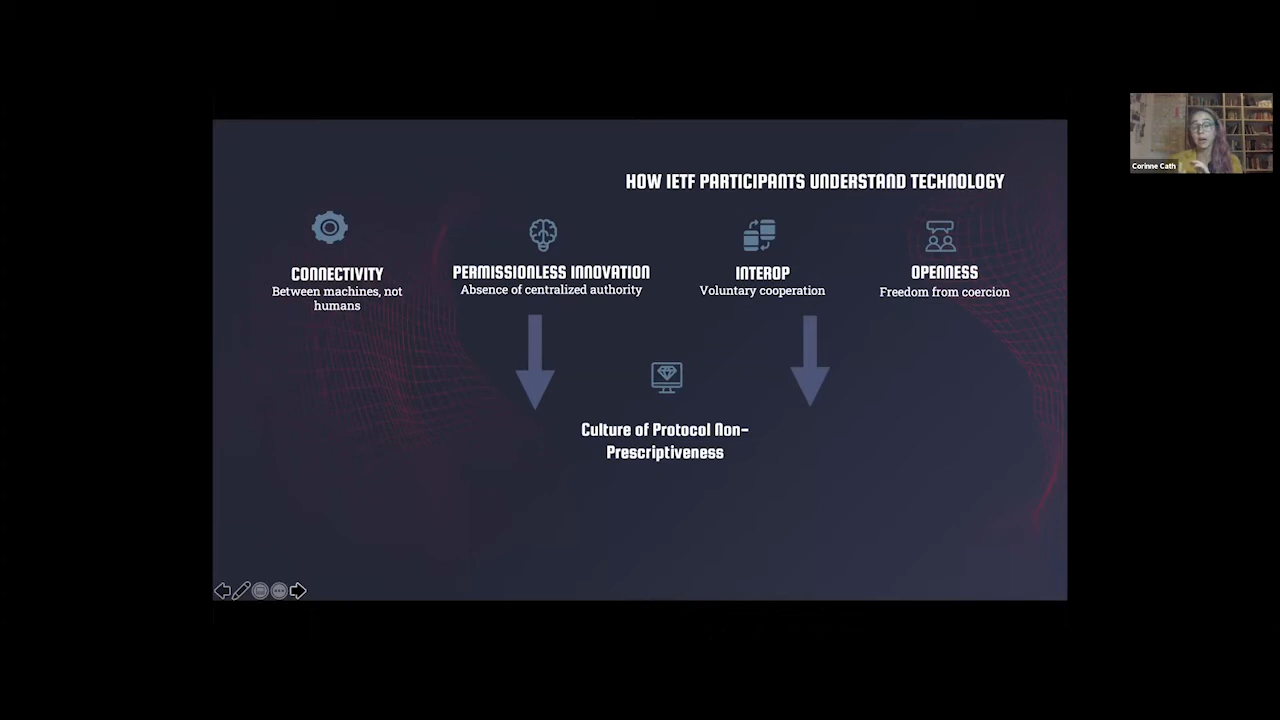 HOW IETF PARTICIPANTS UNDERSTAND TECHNOLOGY
CONNECTIVITY
Between machines, not
humans
PERMISSIONLESS INNOVATION
Absence of centralized authority
INTEROP
Voluntary cooperation
OPENNESS
Freedom from coercion
Culture of Protocol Non-
Prescriptiveness
Corinne Cath